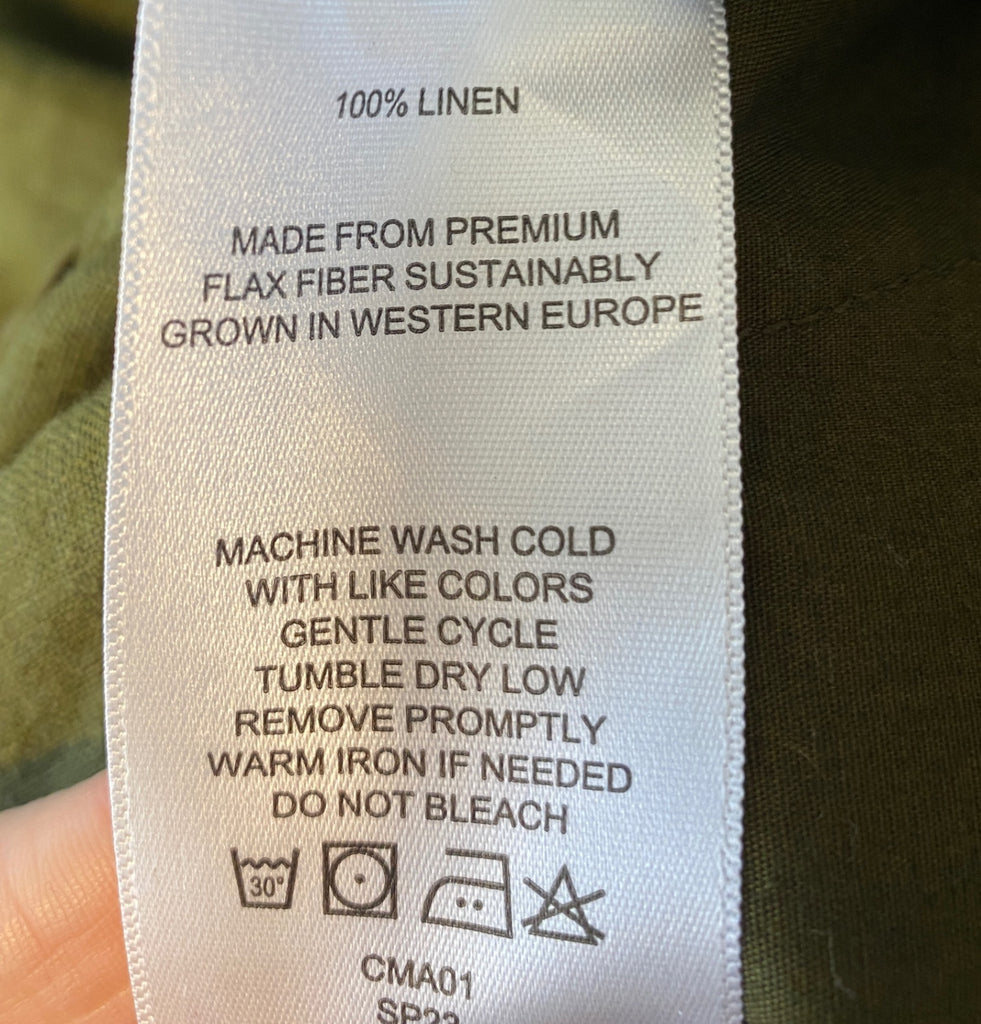 100% LINEN
MADE FROM PREMIUM
FLAX FIBER SUSTAINABLY
GROWN IN WESTERN EUROPE
MACHINE WASH COLD
WITH LIKE COLORS
GENTLE CYCLE
TUMBLE DRY LOW
REMOVE PROMPTLY
WARM IRON IF NEEDED
DO NOT BLEACH
30°
CMA01